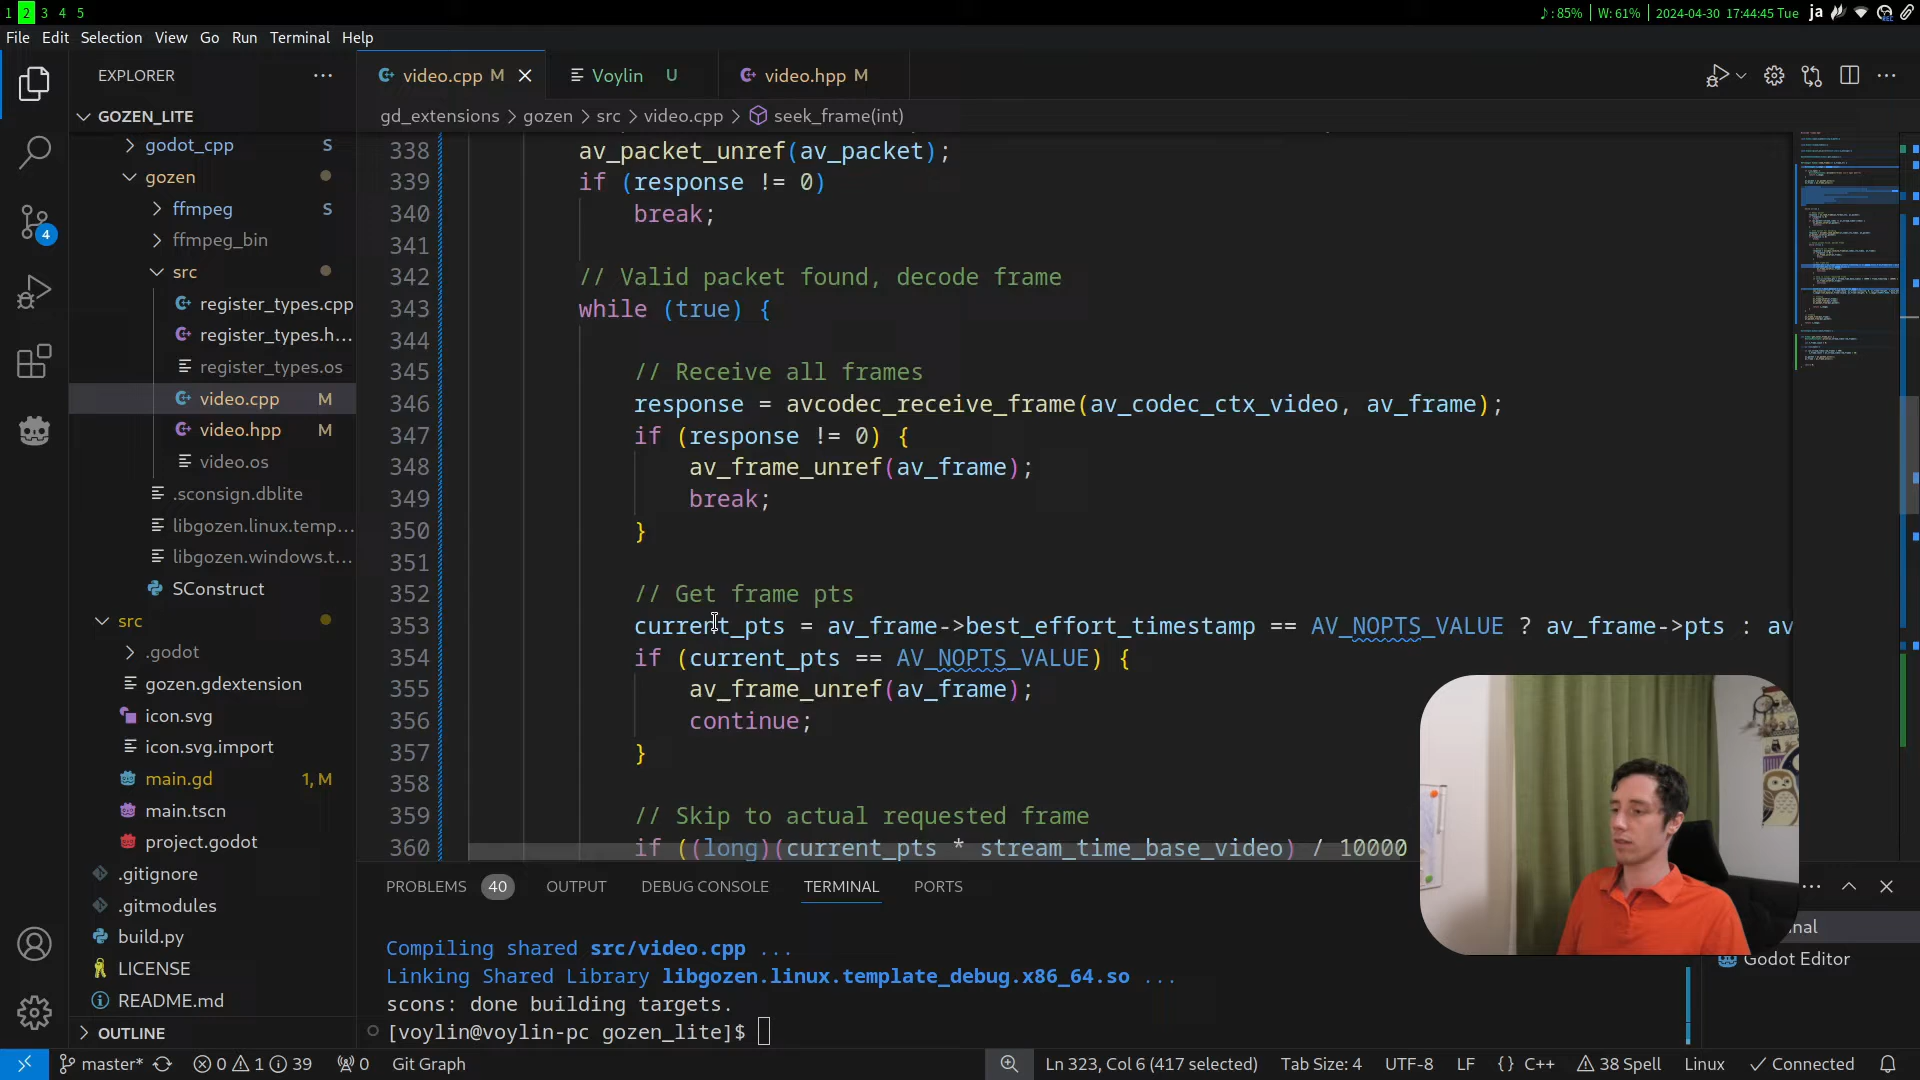 1 2 3 4 5
♪: 85% | W: 61% | 2024-04-30 17:44:45 Tue ja
File Edit Selection View Go Run Terminal Help
EXPLORER ...
video.cpp M
Voylin U
video.hpp M
GOZEN_LITE
gd_extensions > gozen > src > video.cpp > seek_frame(int)
godot_cpp S
gozen
ffmpeg S
ffmpeg_bin
src
register_types.cpp
register_types.h...
register_types.os
video.cpp M
video.hpp M
video.os
.sconsign.dblite
libgozen.linux.temp...
libgozen.windows.t...
SConstruct
src
.godot
gozen.gdextension
icon.svg
icon.svg.import
main.gd 1, M
main.tscn
project.godot
.gitignore
.gitmodules
build.py
LICENSE
README.md
OUTLINE
4
338 av_packet_unref(av_packet);
339 if (response != 0)
340 break;
341
342 // Valid packet found, decode frame
343 while (true) {
344
345 // Receive all frames
346 response = avcodec_receive_frame(av_codec_ctx_video, av_frame);
347 if (response != 0) {
348 av_frame_unref(av_frame);
349 break;
350 }
351
352 // Get frame pts
353 current_pts = av_frame->best_effort_timestamp == AV_NOPTS_VALUE ? av_frame->pts : av
354 if (current_pts == AV_NOPTS_VALUE) {
355 av_frame_unref(av_frame);
356 continue;
357 }
358
359 // Skip to actual requested frame
360 if ((long)(current_pts * stream_time_base_video) / 10000
PROBLEMS 40 OUTPUT DEBUG CONSOLE TERMINAL PORTS
Compiling shared src/video.cpp ...
Linking Shared Library libgozen.linux.template_debug.x86_64.so ...
scons: done building targets.
[voylin@voylin-pc gozen_lite]$
nal
Godot Editor
master* 0 1 39 0 Git Graph
Ln 323, Col 6 (417 selected) Tab Size: 4 UTF-8 LF {} C++ 38 Spell Linux Connected